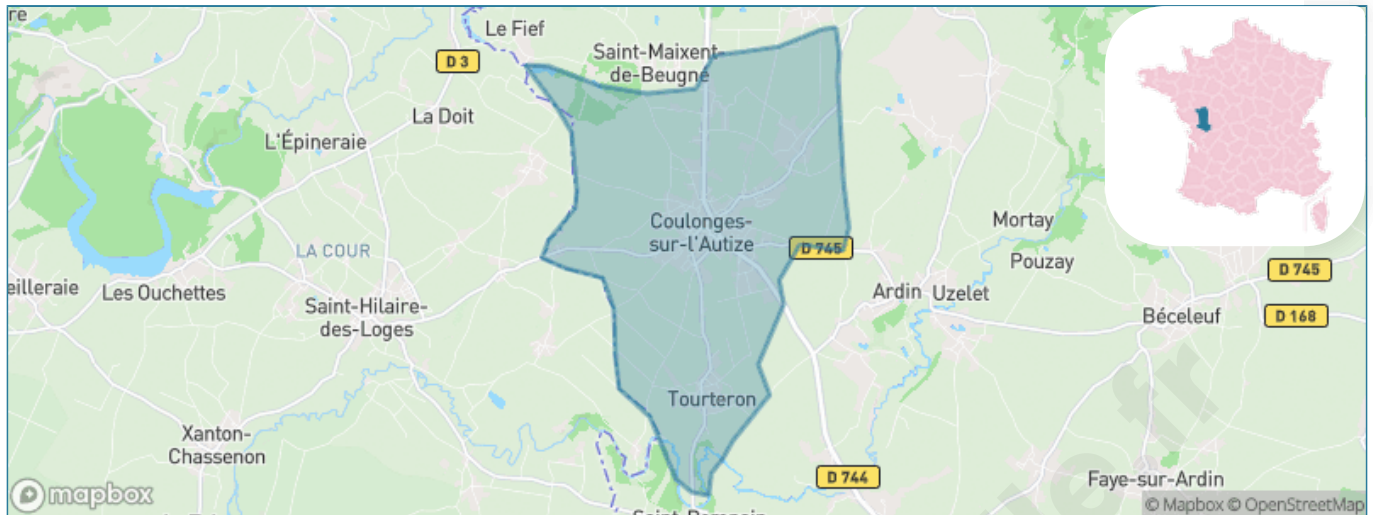 re
Le Fief
D 3
Saint-Maixent
de-Beugné
La Doit
L'Épineraie
Coulonges-
sur-l'Autize
Mortay
LA COUR
D 745
Pouzay
D 745
eilleraie
Les Ouchettes
Ardin
Uzelet
Saint-Hilaire-
des-Loges
Béceleuf
D 168
Tourteron
Xanton-
Chassenon
D 744
Faye-sur-Ardin
mapbox
© Mapbox © OpenStreetMap